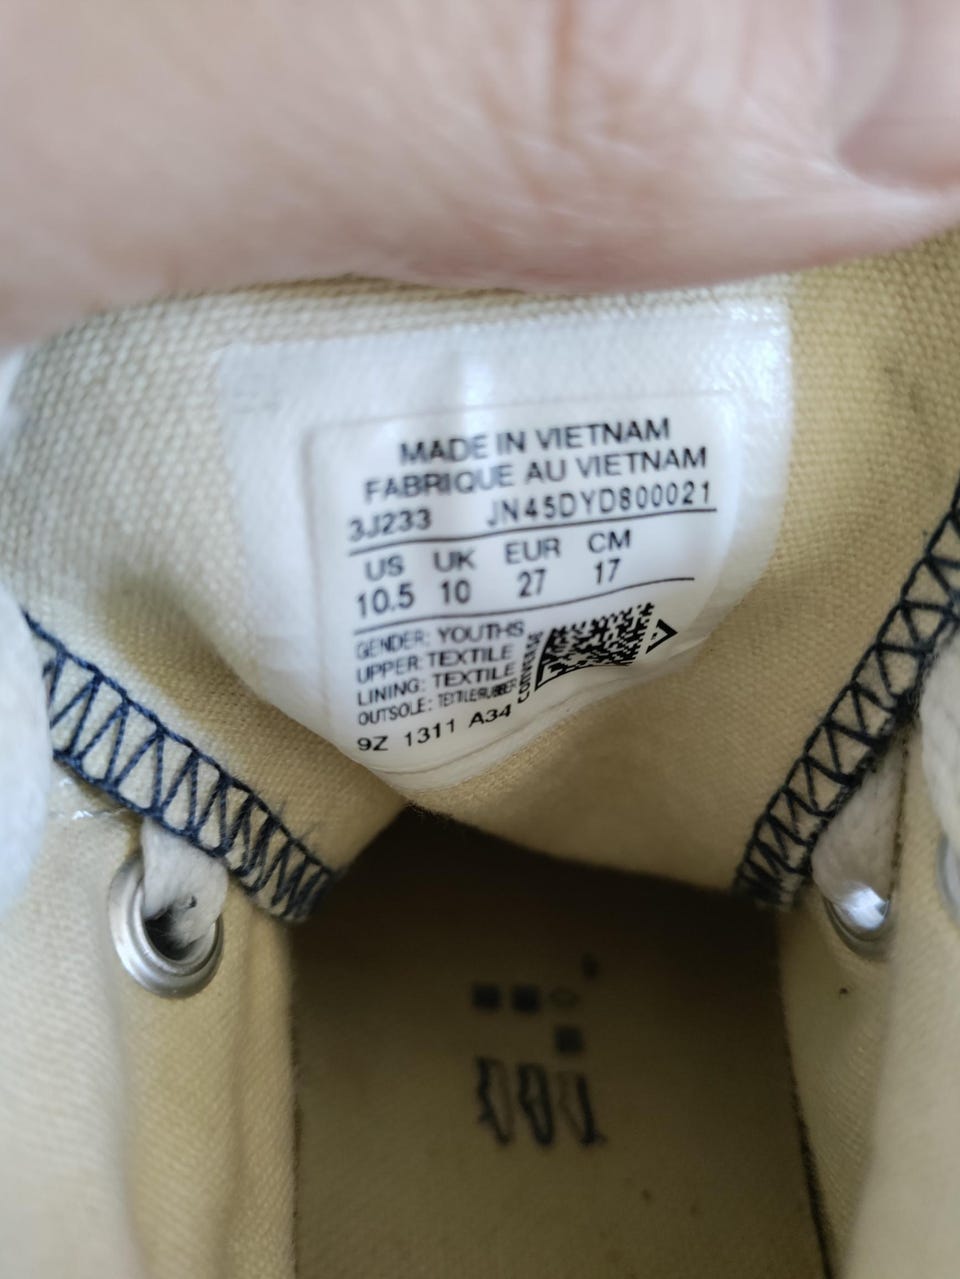 MADE IN VIETNAM
FABRIQUE AU VIETNAM
3J233 JN45DYD800021
US UK EUR CM
10.5 10 27 17
GENDER: YOUTHS
UPPER: TEXTILE
LINING: TEXTILE
OUTSOLE: TEXTILE/RUBBER
CONVERSE
9Z 1311 A34